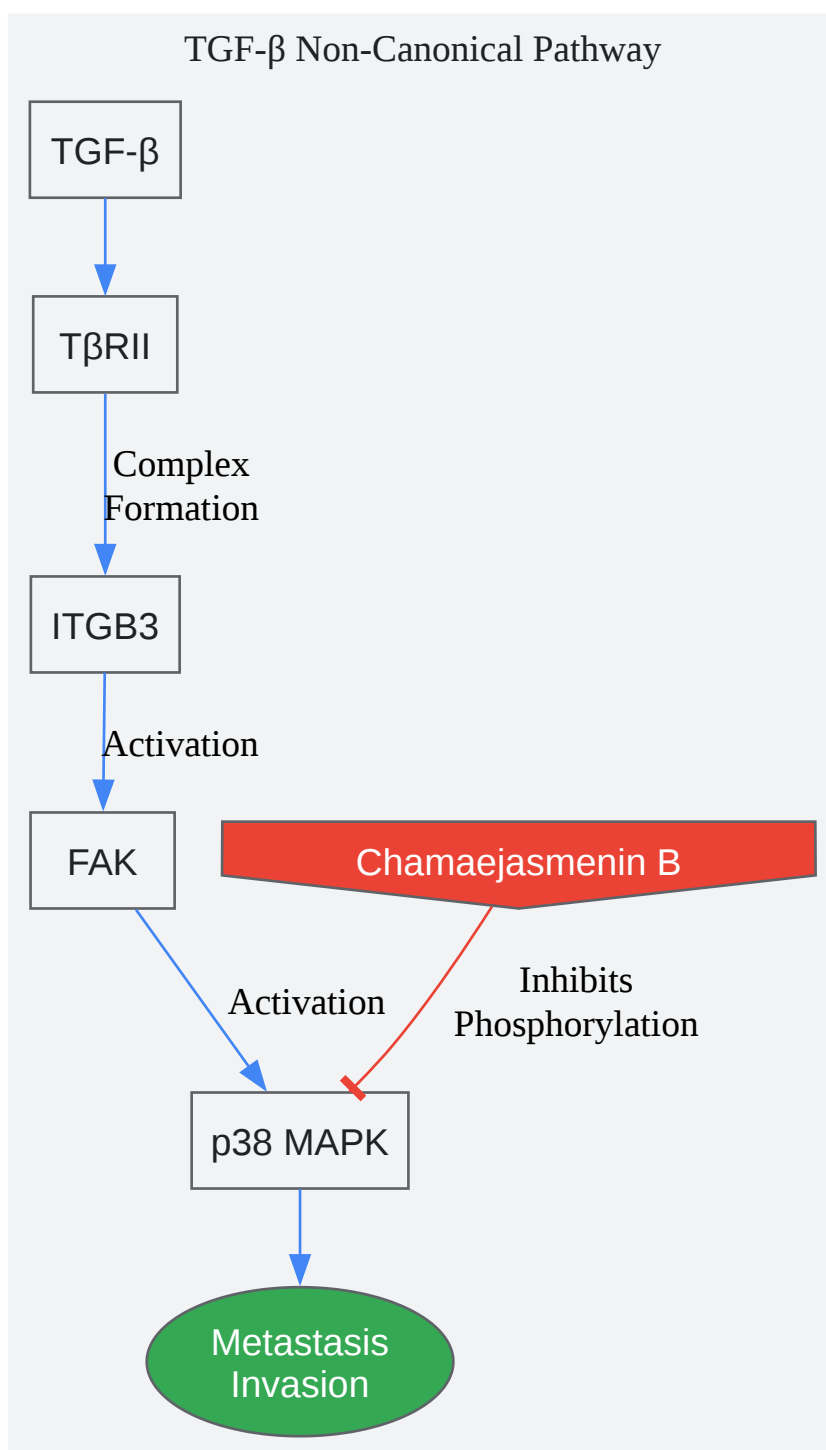 TGF-β Non-Canonical Pathway
TGF-β
TβRII
Complex
Formation
ITGB3
Activation
FAK
Chamaejasmenin B
Activation
Inhibits
Phosphorylation
p38 MAPK
Metastasis
Invasion